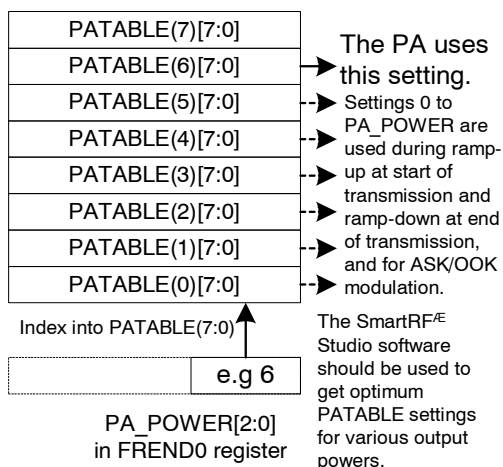 PATABLE(7)[7:0]
PATABLE(6)[7:0]
PATABLE(5)[7:0]
PATABLE(4)[7:0]
PATABLE(3)[7:0]
PATABLE(2)[7:0]
PATABLE(1)[7:0]
PATABLE(0)[7:0]
The PA uses
this setting.
Settings 0 to
PA_POWER are
used during ramp-
up at start of
transmission and
ramp-down at end
of transmission,
and for ASK/OOK
modulation.
Index into PATABLE(7:0)
e.g 6
PA_POWER[2:0]
in FREND0 register
The SmartRFÆ
Studio software
should be used to
get optimum
PATABLE settings
for various output
powers.